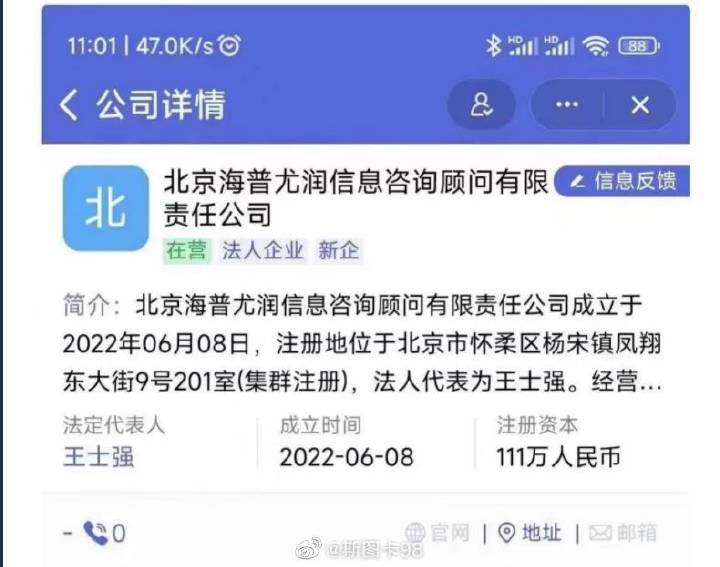 11:01 | 47.0K/s
HD HD 88
公司详情
北
北京海普尤润信息咨询顾问有限
责任公司
信息反馈
在营 法人企业 新企
简介：北京海普尤润信息咨询顾问有限责任公司成立于
2022年06月08日，注册地位于北京市怀柔区杨宋镇凤翔
东大街9号201室(集群注册)，法人代表为王士强。经营...
法定代表人 成立时间 注册资本
王士强 2022-06-08 111万人民币
- 0 官网 | 地址 | 邮箱
@新图卡98